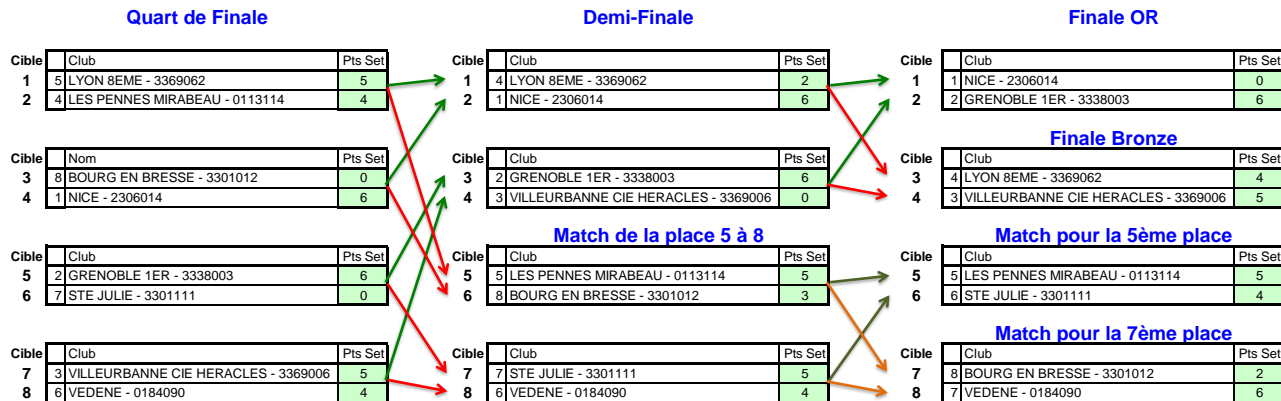 Quart de Finale
Cible Club Pts Set
1 5 LYON 8EME - 3369062 5
2 4 LES PENNES MIRABEAU - 0113114 4
Cible Nom Pts Set
3 8 BOURG EN BRESSE - 3301012 0
4 1 NICE - 2306014 6
Cible Club Pts Set
5 2 GRENOBLE 1ER - 3338003 6
6 7 STE JULIE - 3301111 0
Cible Club Pts Set
7 3 VILLEURBANNE CIE HERACLES - 3369006 5
8 6 VEDENE - 0184090 4
Demi-Finale
Cible Club Pts Set
1 4 LYON 8EME - 3369062 2
2 1 NICE - 2306014 6
Cible Club Pts Set
3 2 GRENOBLE 1ER - 3338003 6
4 3 VILLEURBANNE CIE HERACLES - 3369006 0
Match de la place 5 à 8
Cible Club Pts Set
5 5 LES PENNES MIRABEAU - 0113114 5
6 8 BOURG EN BRESSE - 3301012 3
Cible Club Pts Set
7 7 STE JULIE - 3301111 5
8 6 VEDENE - 0184090 4
Finale OR
Cible Club Pts Set
1 1 NICE - 2306014 0
2 2 GRENOBLE 1ER - 3338003 6
Finale Bronze
Cible Club Pts Set
3 4 LYON 8EME - 3369062 4
4 3 VILLEURBANNE CIE HERACLES - 3369006 5
Match pour la 5ème place
Cible Club Pts Set
5 5 LES PENNES MIRABEAU - 0113114 5
6 6 STE JULIE - 3301111 4
Match pour la 7ème place
Cible Club Pts Set
7 8 BOURG EN BRESSE - 3301012 2
8 7 VEDENE - 0184090 6